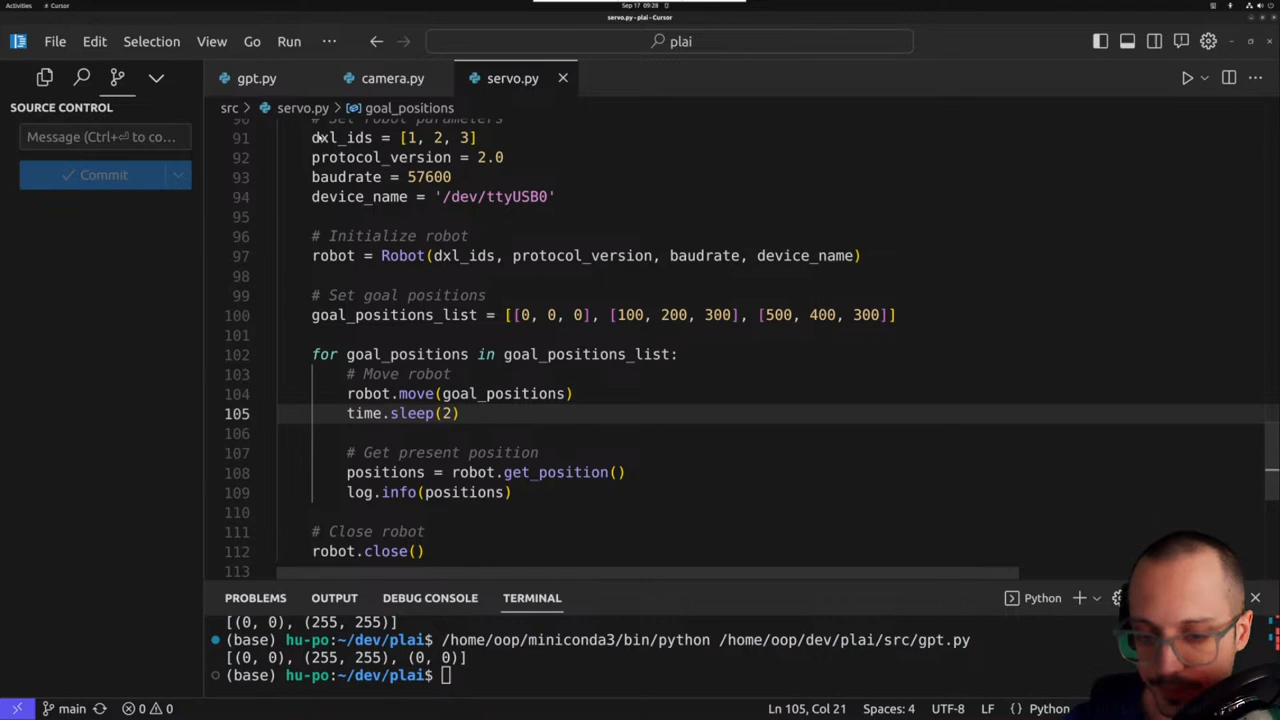 Activities Cursor Sep 17 09:28
servo.py - plai - Cursor
File Edit Selection View Go Run ··· plai
gpt.py camera.py servo.py
SOURCE CONTROL
src > servo.py > goal_positions
Message (Ctrl+⏎ to co...
Commit
90 # Set robot parameters
91 dxl_ids = [1, 2, 3]
92 protocol_version = 2.0
93 baudrate = 57600
94 device_name = '/dev/ttyUSB0'
95
96 # Initialize robot
97 robot = Robot(dxl_ids, protocol_version, baudrate, device_name)
98
99 # Set goal positions
100 goal_positions_list = [[0, 0, 0], [100, 200, 300], [500, 400, 300]]
101
102 for goal_positions in goal_positions_list:
103 # Move robot
104 robot.move(goal_positions)
105 time.sleep(2)
106
107 # Get present position
108 positions = robot.get_position()
109 log.info(positions)
110
111 # Close robot
112 robot.close()
113
PROBLEMS OUTPUT DEBUG CONSOLE TERMINAL Python
[(0, 0), (255, 255)]
(base) hu-po:~/dev/plai$ /home/oop/miniconda3/bin/python /home/oop/dev/plai/src/gpt.py
[(0, 0), (255, 255), (0, 0)]
(base) hu-po:~/dev/plai$
main 0 0 Ln 105, Col 21 Spaces: 4 UTF-8 LF Python